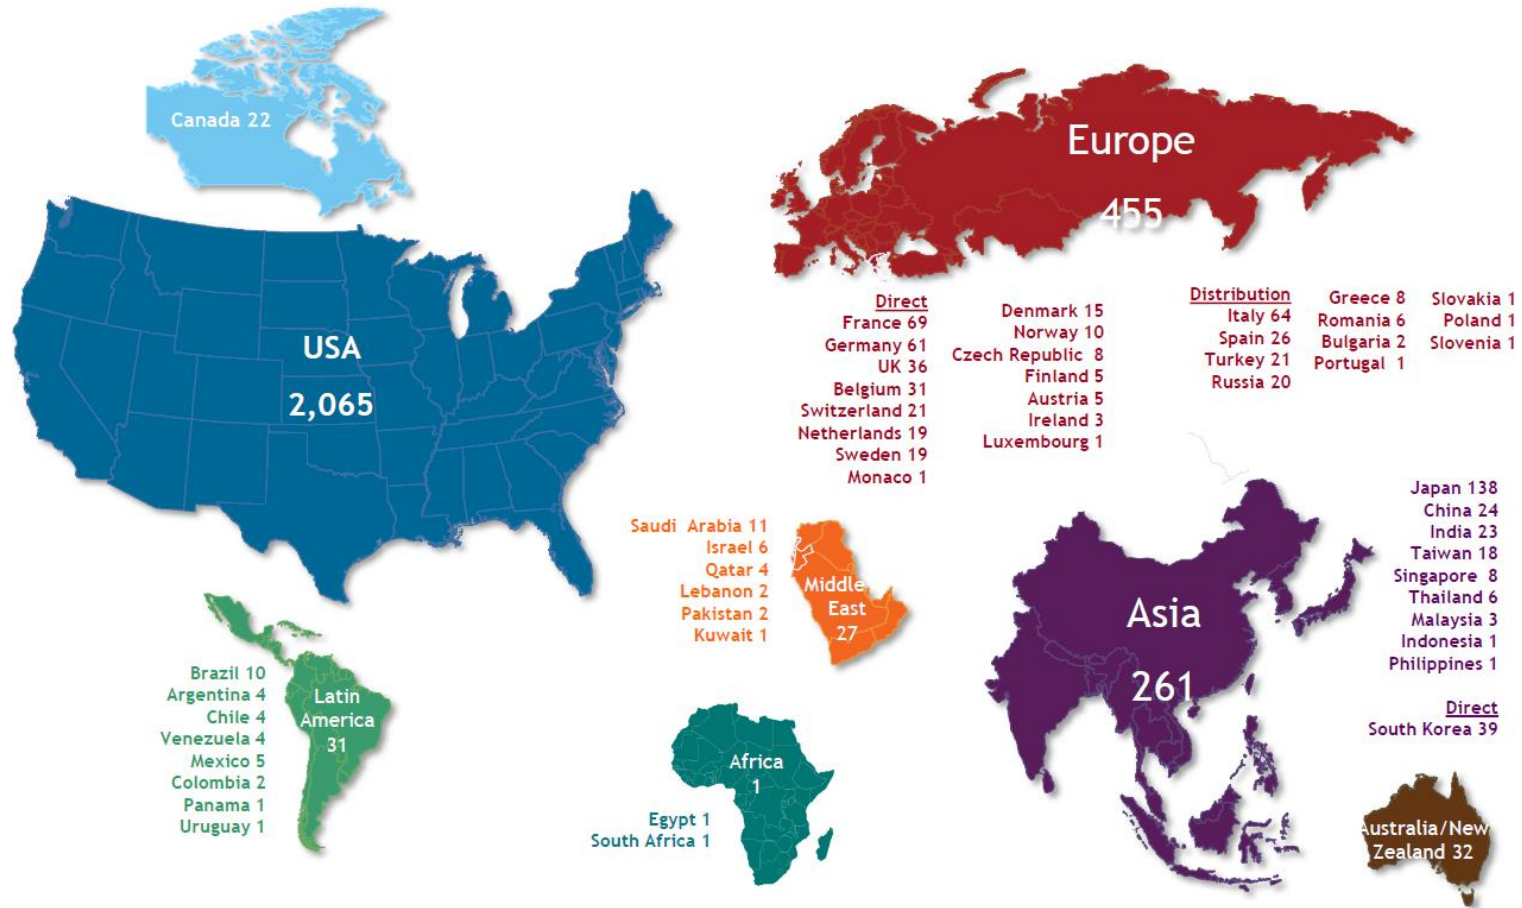 Canada 22
USA
2,065
Europe
455
Direct
France 69
Germany 61
UK 36
Belgium 31
Switzerland 21
Netherlands 19
Sweden 19
Monaco 1
Denmark 15
Norway 10
Czech Republic 8
Finland 5
Austria 5
Ireland 3
Luxembourg 1
Distribution
Italy 64
Spain 26
Turkey 21
Russia 20
Greece 8
Romania 6
Bulgaria 2
Portugal 1
Slovakia 1
Poland 1
Slovenia 1
Saudi Arabia 11
Israel 6
Qatar 4
Lebanon 2
Pakistan 2
Kuwait 1
Middle
East
27
Asia
261
Japan 138
China 24
India 23
Taiwan 18
Singapore 8
Thailand 6
Malaysia 3
Indonesia 1
Philippines 1
Direct
South Korea 39
Brazil 10
Argentina 4
Chile 4
Venezuela 4
Mexico 5
Colombia 2
Panama 1
Uruguay 1
Latin
America
31
Africa
1
Egypt 1
South Africa 1
Australia/New
Zealand 32